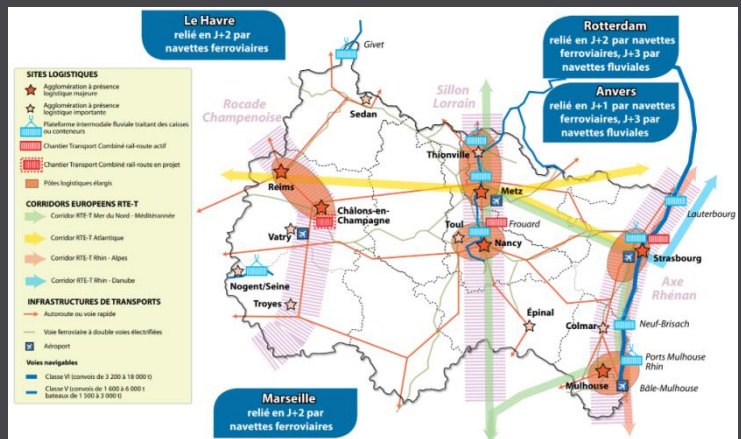 Le Havre
relié en J+2 par
navettes ferroviaires
Rotterdam
relié en J+2 par navettes
ferroviaires, J+3 par
navettes fluviales
Anvers
relié en J+1 par navettes
ferroviaires, J+3 par
navettes fluviales
Marseille
relié en J+2 par
navettes ferroviaires
SITES LOGISTIQUES
Agglomération à présence
logistique majeure
Agglomération à présence
logistique importante
Plateforme intermodale fluviale traitant des caisses
ou conteneurs
Chantier Transport Combiné rail-route actif
Chantier Transport Combiné rail-route en projet
Pôles logistiques élargis
CORRIDORS EUROPEENS RTE-T
Corridor RTE-T Mer du Nord - Méditérannée
Corridor RTE-T Atlantique
Corridor RTE-T Rhin - Alpes
Corridor RTE-T Rhin - Danube
INFRASTRUCTURES DE TRANSPORTS
Autoroute ou voie rapide
Voie ferroviaire à double voies électrifiées
Aéroport
Voies navigables
Classe VI (convois de 3 200 à 18 000 t)
Classe V (convois de 1 600 à 6 000 t
bateaux de 1 500 à 3 000 t)
Givet
Sedan
Rocade
Champenoise
Sillon
Lorrain
Thionville
Reims
Metz
Châlons-en-
Champagne
Vatry
Toul
Frouard
Nancy
Lauterbourg
Strasbourg
Axe
Rhénan
Nogent/Seine
Troyes
Épinal
Colmar
Neuf-Brisach
Ports Mulhouse
Rhin
Mulhouse
Bâle-Mulhouse